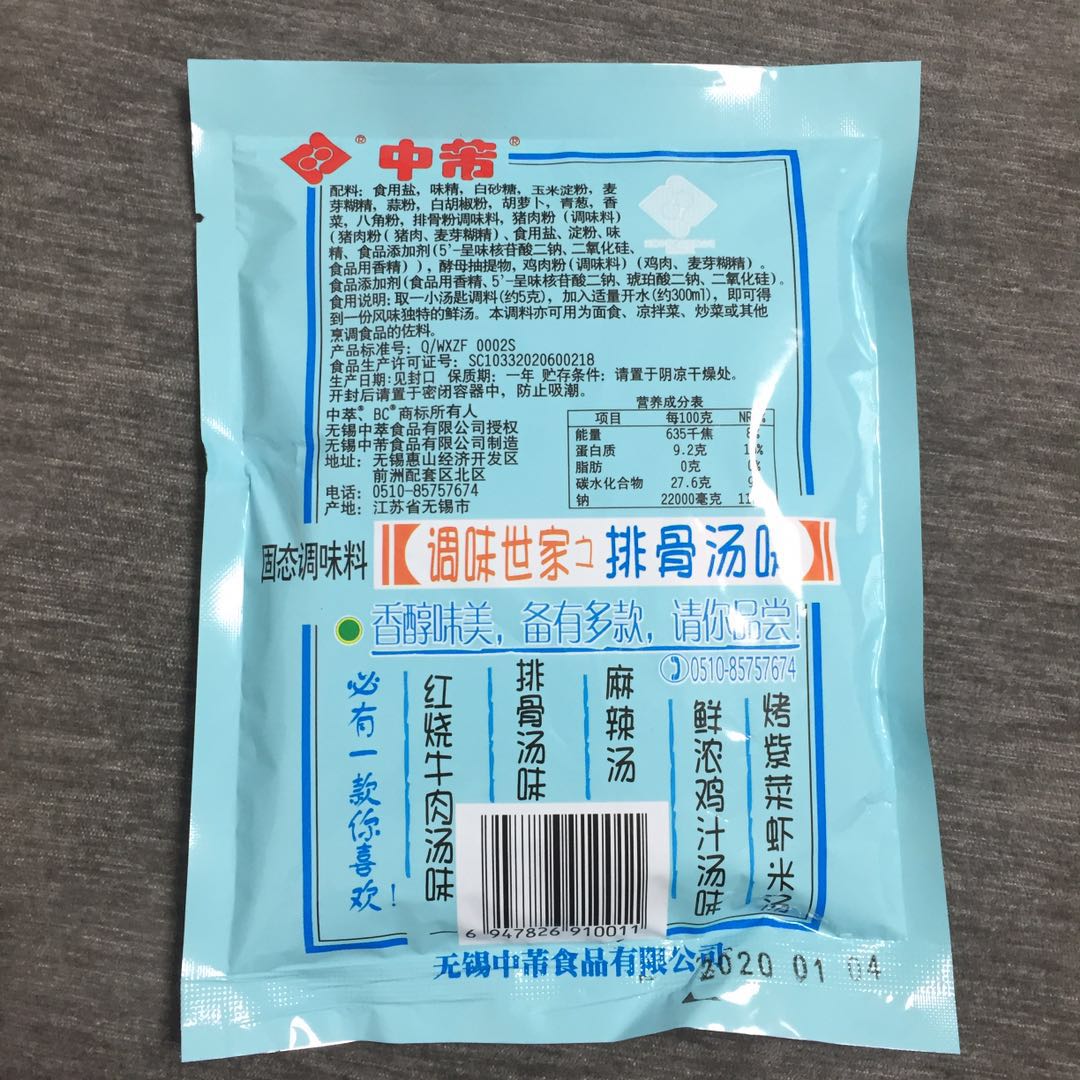 ® 中芾 ®
配料：食用盐，味精，白砂糖，玉米淀粉，麦
芽糊精，蒜粉，白胡椒粉，胡萝卜，青葱，香
菜，八角粉，排骨粉调味料，猪肉粉（调味料）
(猪肉粉（猪肉、麦芽糊精）、食用盐、淀粉、味
精、食品添加剂(5'-呈味核苷酸二钠、二氧化硅、
食品用香精））,酵母抽提物，鸡肉粉(调味料)（鸡肉、麦芽糊精）。
食品添加剂(食品用香精、5'-呈味核苷酸二钠、琥珀酸二钠、二氧化硅)。
食用说明：取一小汤匙调料(约5克)，加入适量开水(约300ml)，即可得
到一份风味独特的鲜汤。本调料亦可用为面食、凉拌菜、炒菜或其他
烹调食品的佐料。
产品标准号：Q/WXZF 0002S
食品生产许可证号：SC10332020600218
生产日期：见封口 保质期：一年 贮存条件：请置于阴凉干燥处。
开封后请置于密闭容器中，防止吸潮。
中萃®、BC®商标所有人
无锡中萃食品有限公司授权
无锡中芾食品有限公司制造
地址：无锡惠山经济开发区
前洲配套区北区
电话：0510-85757674
产地：江苏省无锡市
营养成分表
项目 每100克
能量 635千焦
蛋白质 9.2克
脂肪 0克
碳水化合物 27.6克
钠 22000毫克
固态调味料 调味世家 排骨汤味
香醇味美，备有多款，请你品尝！
0510-85757674
必有一款你喜欢！
红烧牛肉汤味
排骨汤味
麻辣汤
鲜浓鸡汁汤味
烤紫菜虾米汤
6 947826 910011
无锡中芾食品有限公司
2020 01 04